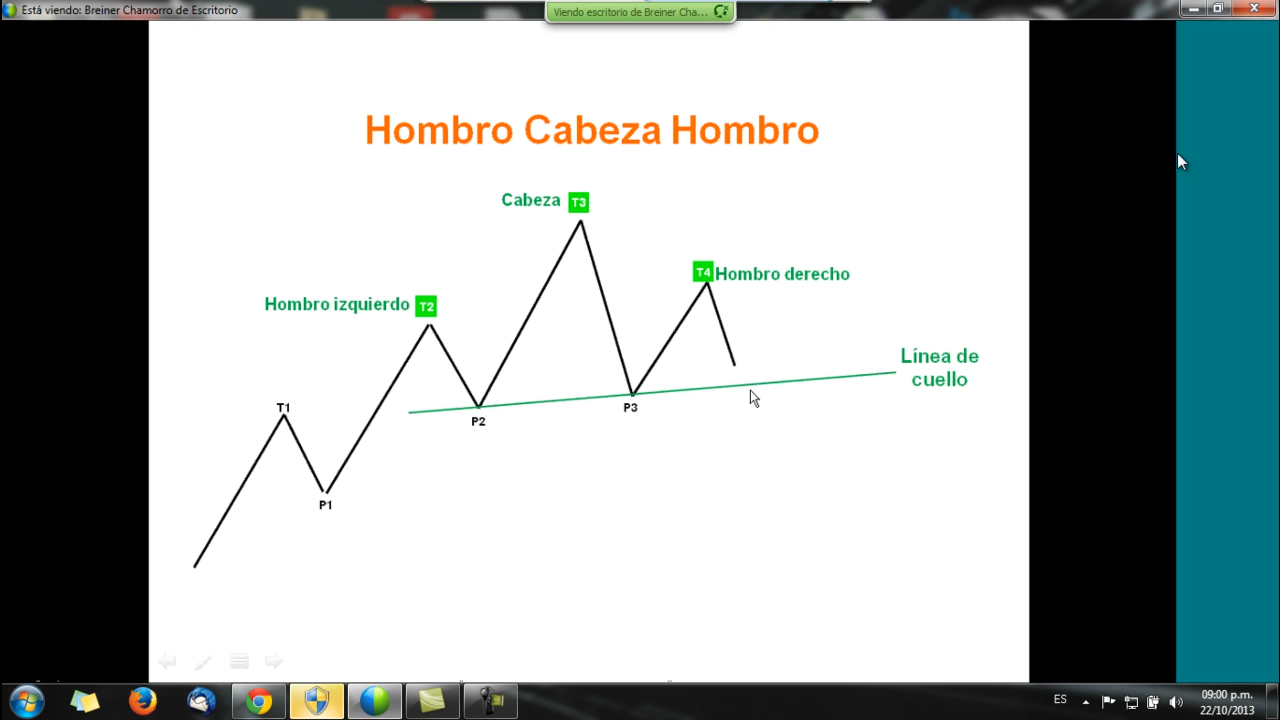 Está viendo: Breiner Chamorro de Escritorio
Viendo escritorio de Breiner Cha...
Hombro Cabeza Hombro
Cabeza T3
T4 Hombro derecho
Hombro izquierdo T2
Línea de
cuello
T1
P3
P2
P1
ES
09:00 p.m.
22/10/2013